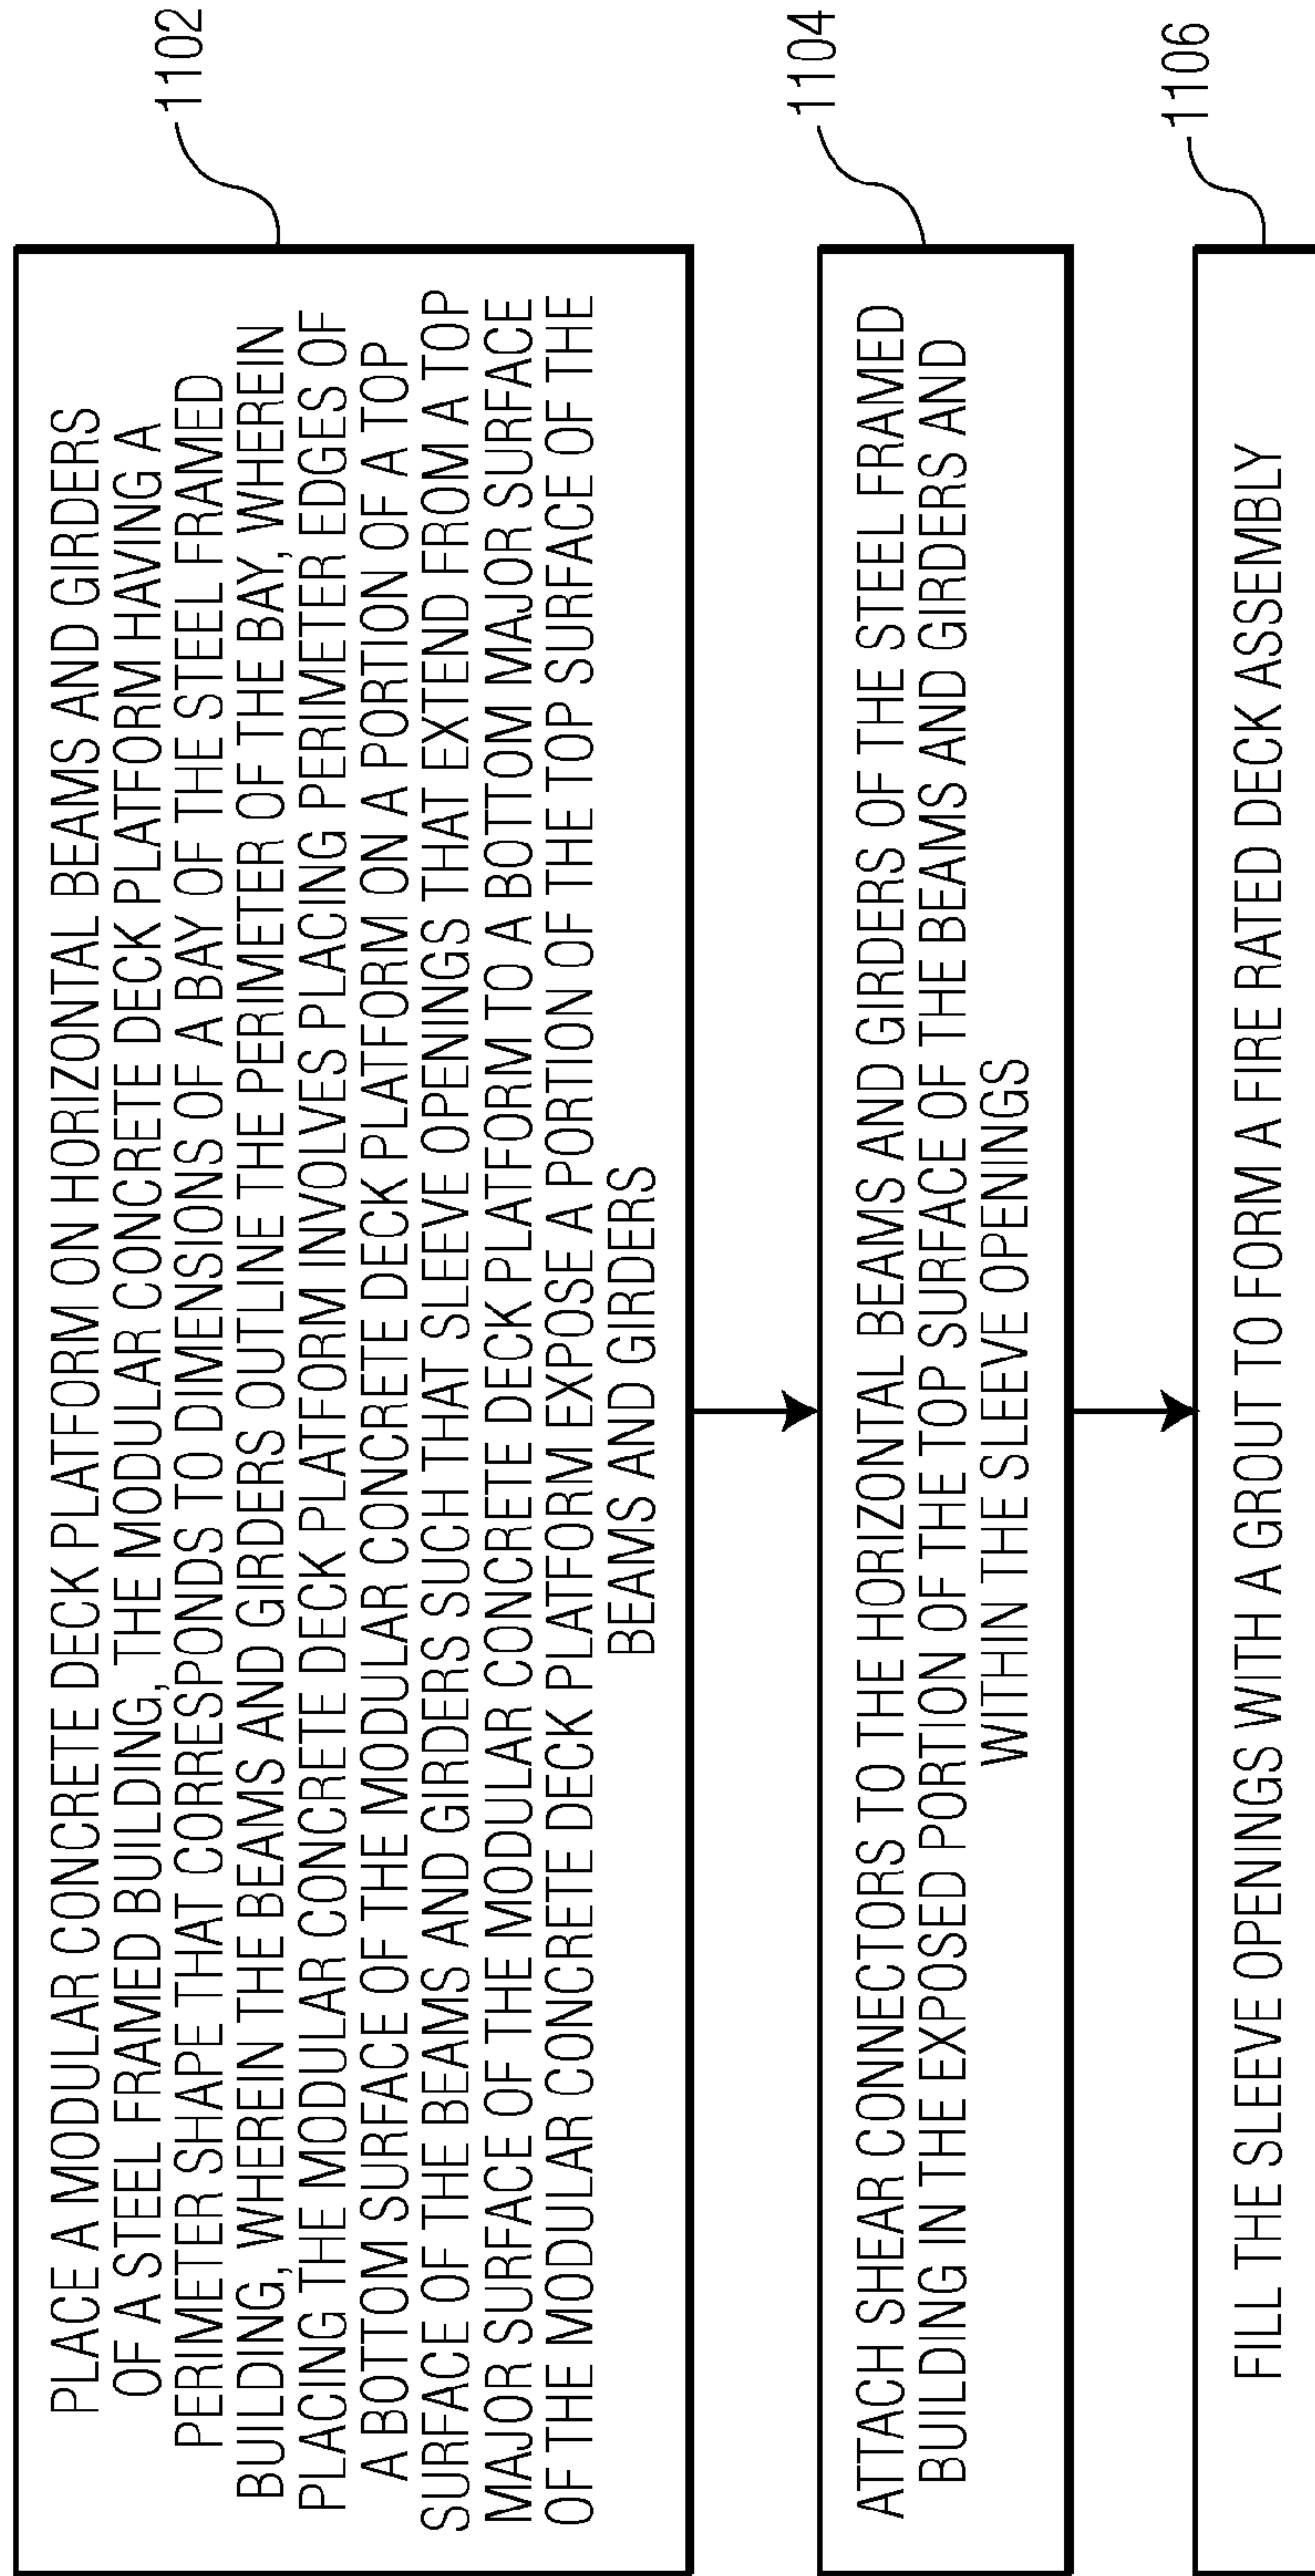 PLACE A MODULAR CONCRETE DECK PLATFORM ON HORIZONTAL BEAMS AND GIRDERS
OF A STEEL FRAMED BUILDING, THE MODULAR CONCRETE DECK PLATFORM HAVING A
PERIMETER SHAPE THAT CORRESPONDS TO DIMENSIONS OF A BAY OF THE STEEL FRAMED
BUILDING, WHEREIN THE BEAMS AND GIRDERS OUTLINE THE PERIMETER OF THE BAY, WHEREIN
PLACING THE MODULAR CONCRETE DECK PLATFORM INVOLVES PLACING PERIMETER EDGES OF
A BOTTOM SURFACE OF THE MODULAR CONCRETE DECK PLATFORM ON A PORTION OF A TOP
SURFACE OF THE BEAMS AND GIRDERS SUCH THAT SLEEVE OPENINGS THAT EXTEND FROM A TOP
MAJOR SURFACE OF THE MODULAR CONCRETE DECK PLATFORM TO A BOTTOM MAJOR SURFACE
OF THE MODULAR CONCRETE DECK PLATFORM EXPOSE A PORTION OF THE TOP SURFACE OF THE
BEAMS AND GIRDERS
1102
ATTACH SHEAR CONNECTORS TO THE HORIZONTAL BEAMS AND GIRDERS OF THE STEEL FRAMED
BUILDING IN THE EXPOSED PORTION OF THE TOP SURFACE OF THE BEAMS AND GIRDERS AND
WITHIN THE SLEEVE OPENINGS
1104
FILL THE SLEEVE OPENINGS WITH A GROUT TO FORM A FIRE RATED DECK ASSEMBLY
1106